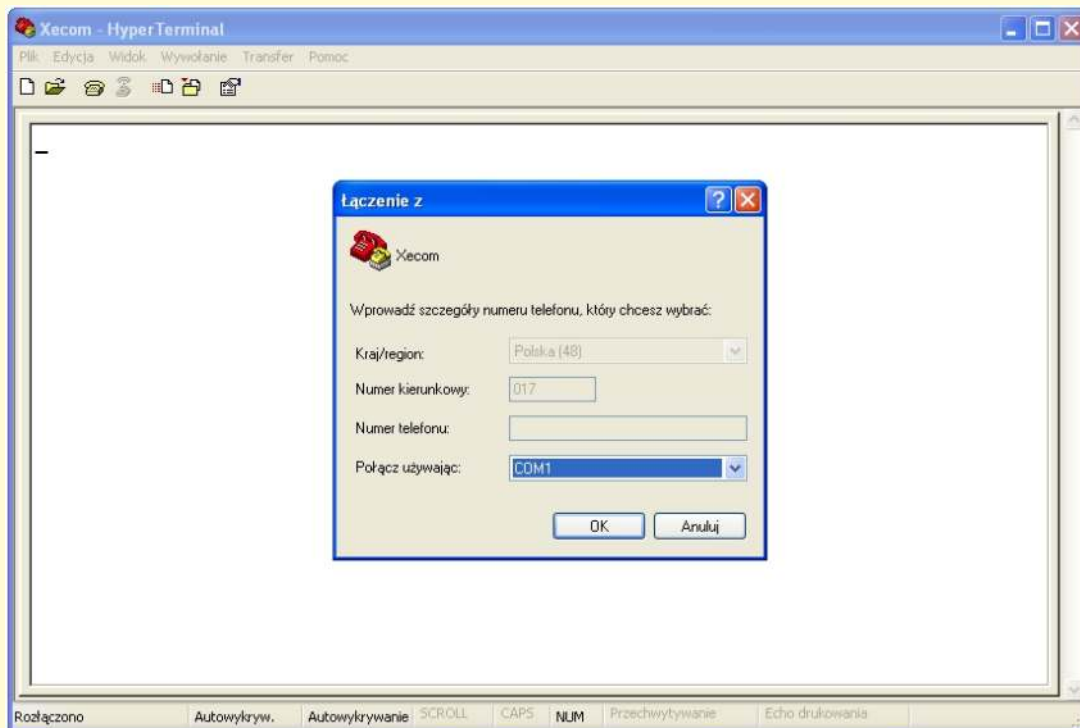 Xecom - HyperTerminal
Plik Edycja Widok Wywołanie Transfer Pomoc
Łączenie z
Xecom
Wprowadź szczegóły numeru telefonu, który chcesz wybrać:
Kraj/region: Polska (48)
Numer kierunkowy: 017
Numer telefonu:
Połącz używając: COM1
OK Anuluj
Rozłączono Autowykryw. Autowykrywanie SCROLL CAPS NUM Przechwytywanie Echo drukowania